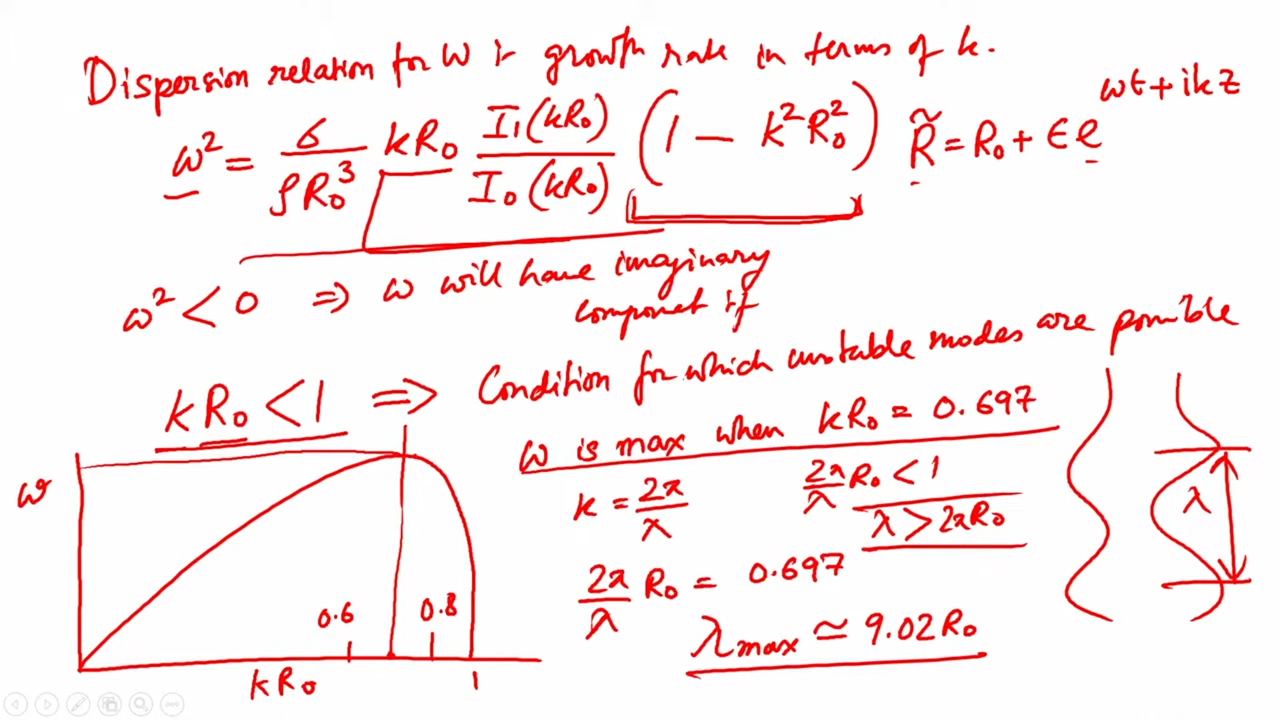 Dispersion relation for ω is growth rate in terms of k.
ω² = σ/ρR₀³ kR₀ I₁(kR₀)/I₀(kR₀) (1 − k²R₀²) R̃ = R₀ + ϵe^(ωt+ikz)
ω² < 0 ⇒ ω will have imaginary
componet if
kR₀ < 1 ⇒ Condition for which unstable modes are possible
ω is max when kR₀ = 0.697
ω
k = 2π/λ
2π/λ R₀ < 1
λ > 2πR₀
λ
2π/λ R₀ = 0.697
λmax ≃ 9.02R₀
0.6 0.8
kR₀ 1